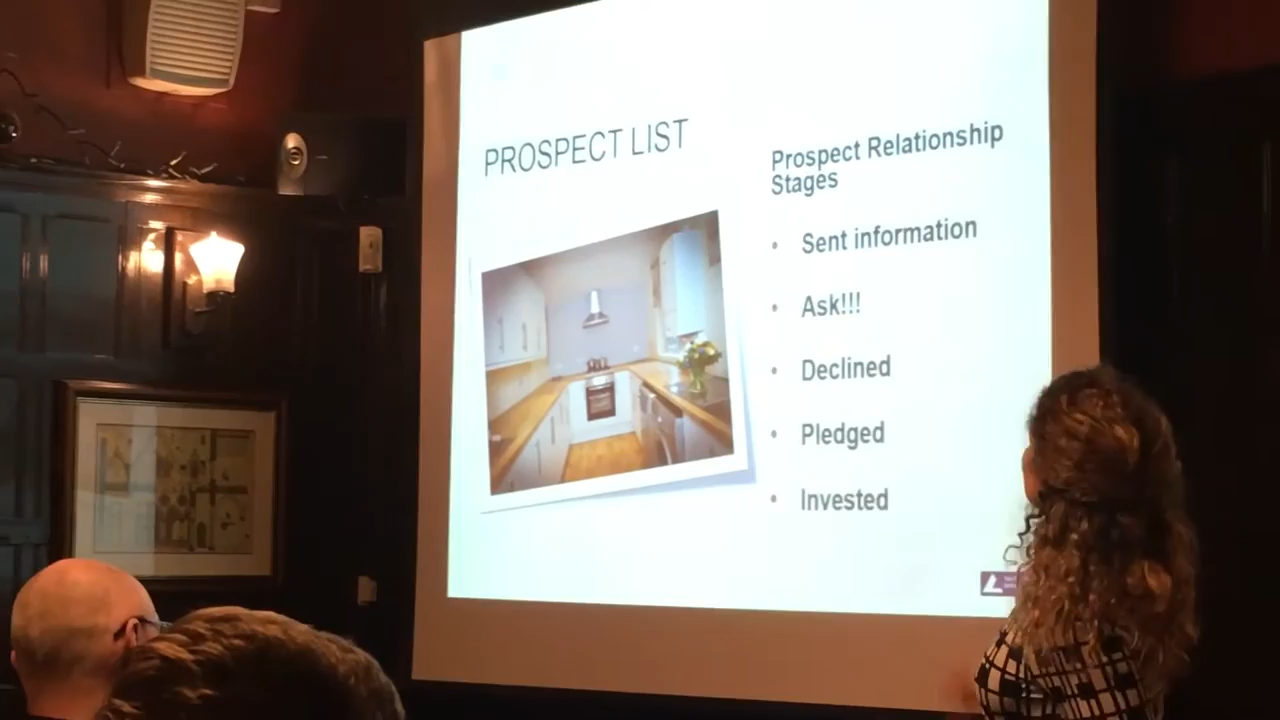 PROSPECT LIST
Prospect Relationship
Stages
• Sent information
• Ask!!!
• Declined
• Pledged
• Invested